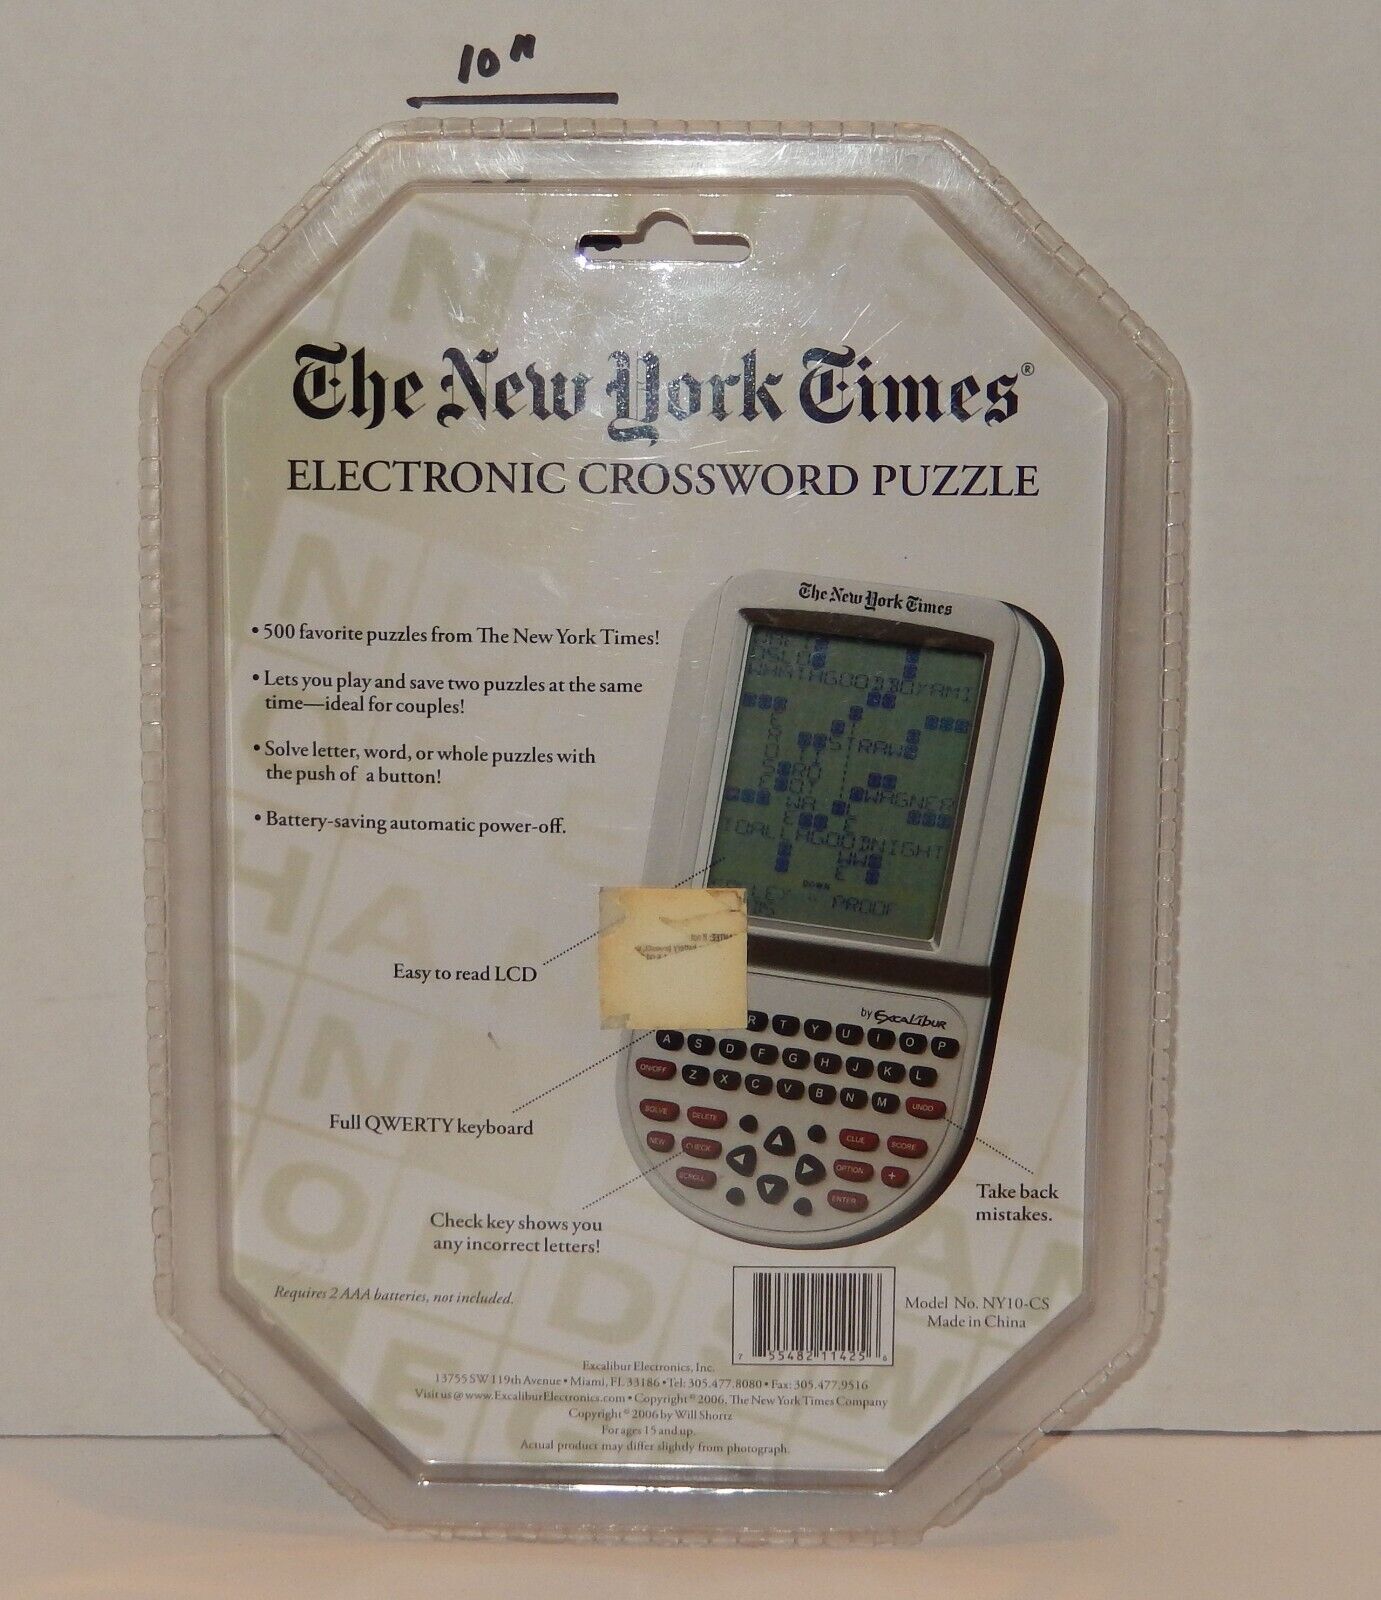 10"
The New York Times®
ELECTRONIC CROSSWORD PUZZLE
• 500 favorite puzzles from The New York Times!
• Lets you play and save two puzzles at the same
time—ideal for couples!
• Solve letter, word, or whole puzzles with
the push of a button!
• Battery-saving automatic power-off.
The New York Times
WHATAGOODBOYAMI
STRAW
WAGNER
TOALLAGOODNIGHT
DOWN
PROOF
Easy to read LCD
by EXCALIBUR
R T Y U I O P
A S D F G H J K L
ON/OFF Z X C V B N M UNDO
SOLVE DELETE CLUE SCORE
NEW CHECK OPTION +
SCROLL ENTER
Full QWERTY keyboard
Take back
mistakes.
Check key shows you
any incorrect letters!
Requires 2 AAA batteries, not included.
7 55482 11425 6
Model No. NY10-CS
Made in China
Excalibur Electronics, Inc.
13755 SW 119th Avenue • Miami, FL 33186 • Tel: 305.477.8080 • Fax: 305.477.9516
Visit us @ www.ExcaliburElectronics.com • Copyright © 2006. The New York Times Company
Copyright © 2006 by Will Shortz
For ages 15 and up.
Actual product may differ slightly from photograph.